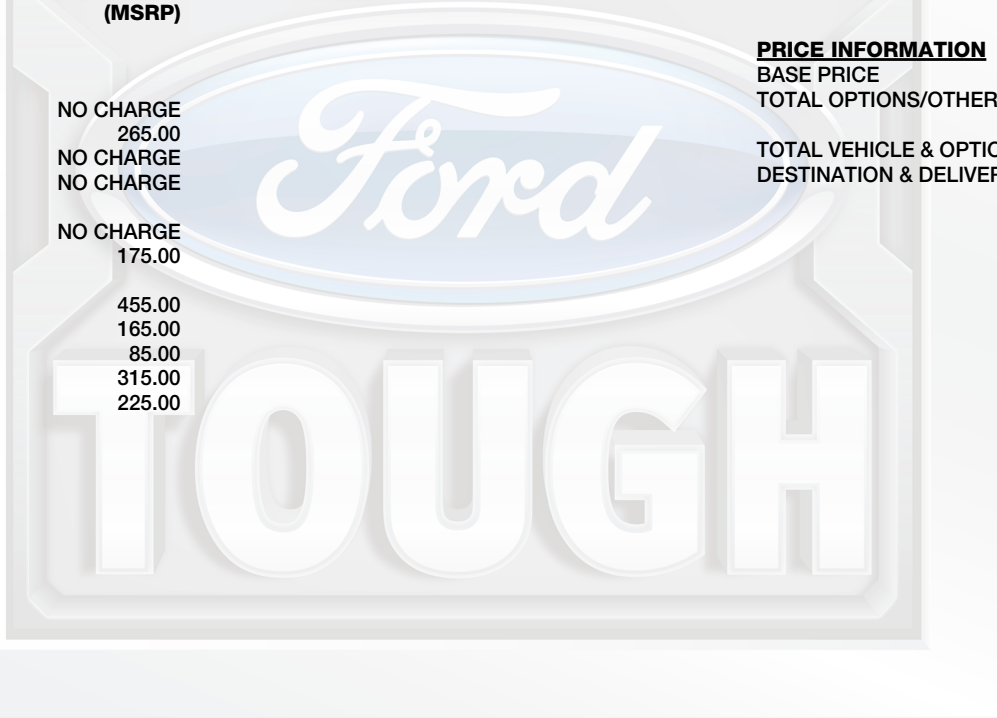 (MSRP)
NO CHARGE
265.00
NO CHARGE
NO CHARGE
NO CHARGE
175.00
455.00
165.00
85.00
315.00
225.00
PRICE INFORMATION
BASE PRICE
TOTAL OPTIONS/OTHER
TOTAL VEHICLE & OPTIO
DESTINATION & DELIVER
Ford
TOUGH